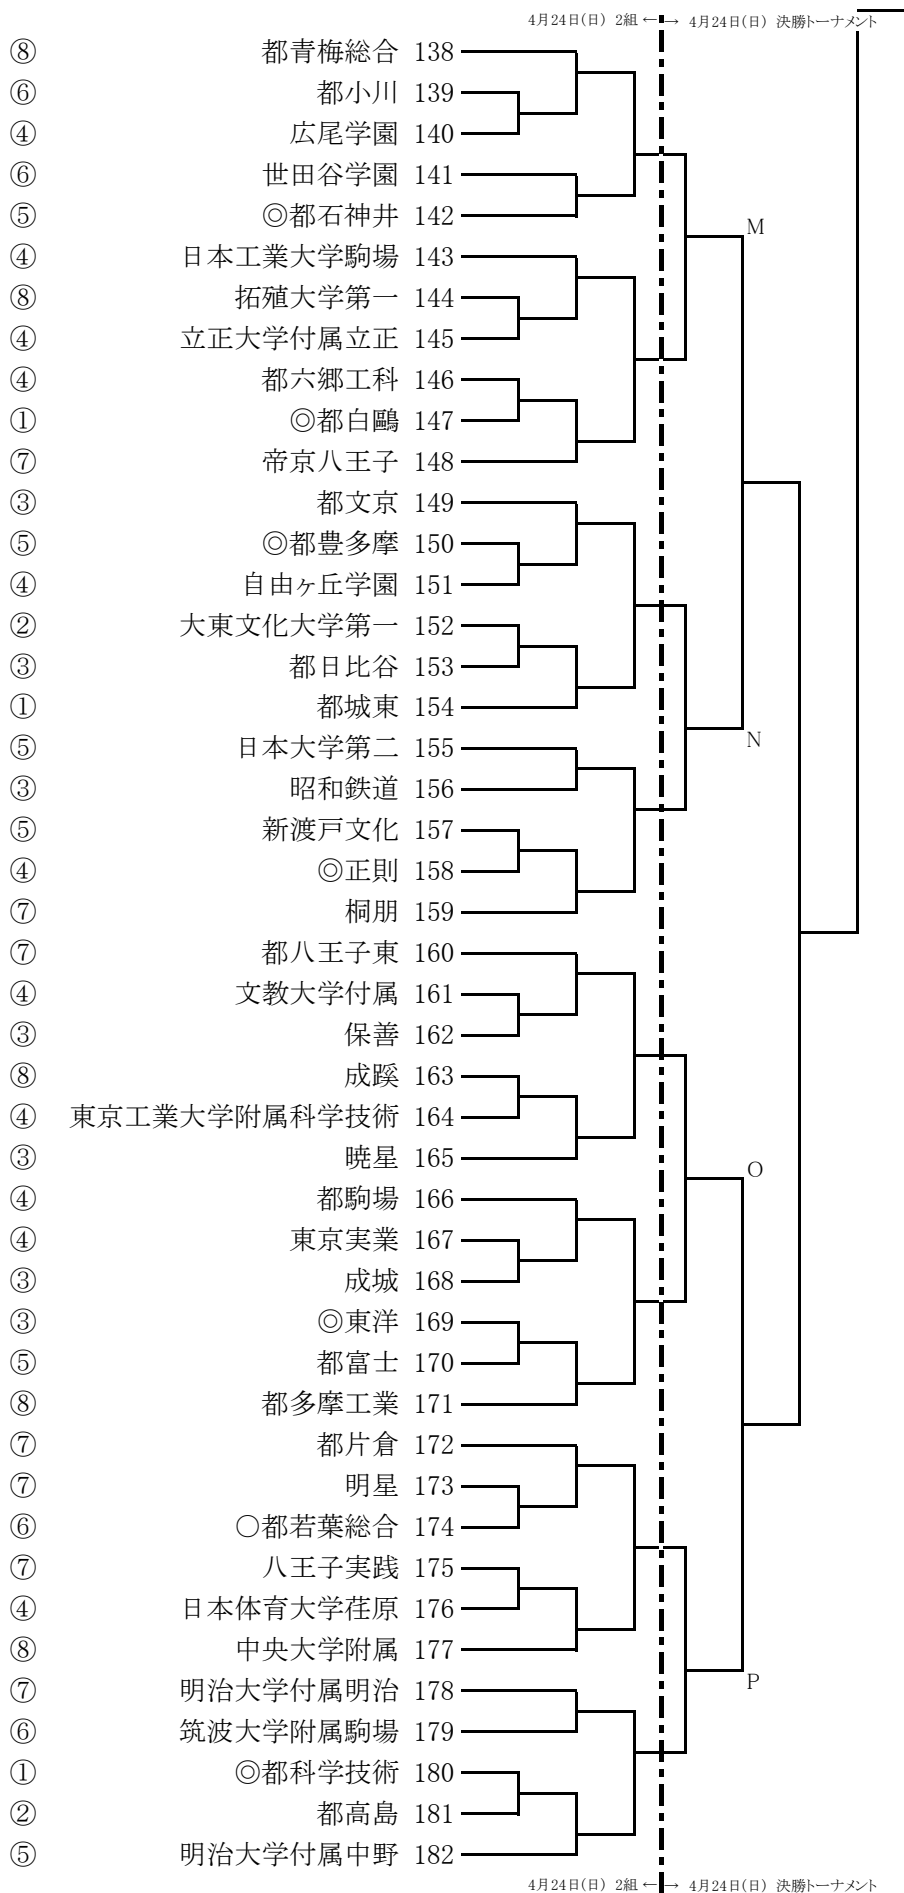 4月24日(日) 2組 ←→ 4月24日(日) 決勝トーナメント
⑧ 都青梅総合 138
⑥ 都小川 139
④ 広尾学園 140
⑥ 世田谷学園 141
⑤ ◎都石神井 142
M
④ 日本工業大学駒場 143
⑧ 拓殖大学第一 144
④ 立正大学付属立正 145
④ 都六郷工科 146
① ◎都白鷗 147
⑦ 帝京八王子 148
③ 都文京 149
⑤ ◎都豊多摩 150
④ 自由ヶ丘学園 151
② 大東文化大学第一 152
③ 都日比谷 153
① 都城東 154
N
⑤ 日本大学第二 155
③ 昭和鉄道 156
⑤ 新渡戸文化 157
④ ◎正則 158
⑦ 桐朋 159
⑦ 都八王子東 160
④ 文教大学付属 161
③ 保善 162
⑧ 成蹊 163
④ 東京工業大学附属科学技術 164
③ 暁星 165
O
④ 都駒場 166
④ 東京実業 167
③ 成城 168
③ ◎東洋 169
⑤ 都富士 170
⑧ 都多摩工業 171
⑦ 都片倉 172
⑦ 明星 173
⑥ ○都若葉総合 174
⑦ 八王子実践 175
④ 日本体育大学荏原 176
⑧ 中央大学附属 177
P
⑦ 明治大学付属明治 178
⑥ 筑波大学附属駒場 179
① ◎都科学技術 180
② 都高島 181
⑤ 明治大学付属中野 182
4月24日(日) 2組 ←→ 4月24日(日) 決勝トーナメント